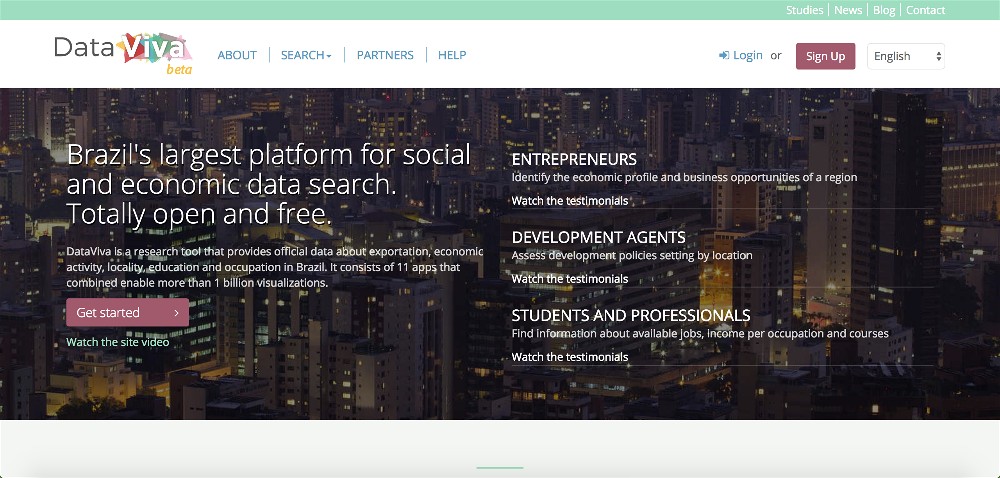 Studies | News | Blog | Contact
DataViva
beta
ABOUT
SEARCH
PARTNERS
HELP
Login or
Sign Up
English
Brazil's largest platform for social
and economic data search.
Totally open and free.
DataViva is a research tool that provides official data about exportation, economic
activity, locality, education and occupation in Brazil. It consists of 11 apps that
combined enable more than 1 billion visualizations.
Get started >
Watch the site video
ENTREPRENEURS
Identify the economic profile and business opportunities of a region
Watch the testimonials
DEVELOPMENT AGENTS
Assess development policies setting by location
Watch the testimonials
STUDENTS AND PROFESSIONALS
Find information about available jobs, income per occupation and courses
Watch the testimonials